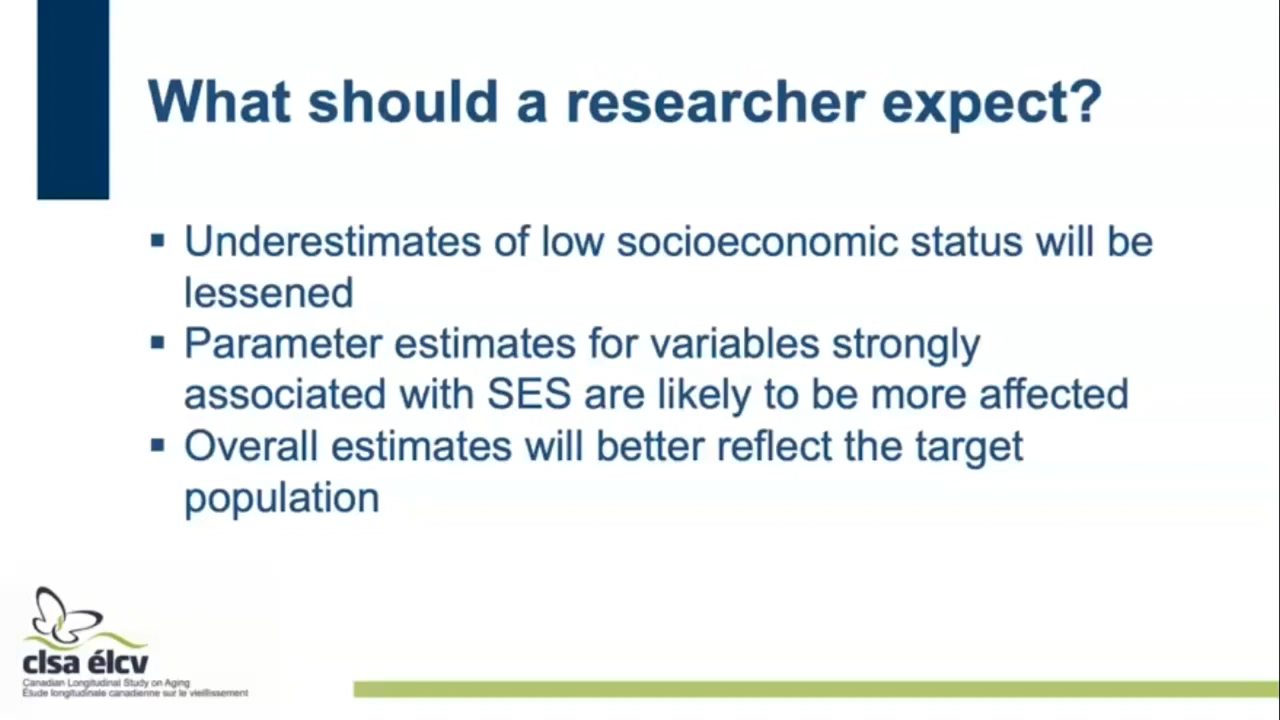 What should a researcher expect?
▪ Underestimates of low socioeconomic status will be
lessened
▪ Parameter estimates for variables strongly
associated with SES are likely to be more affected
▪ Overall estimates will better reflect the target
population
clsa élcv
Canadian Longitudinal Study on Aging
Étude longitudinale canadienne sur le vieillissement